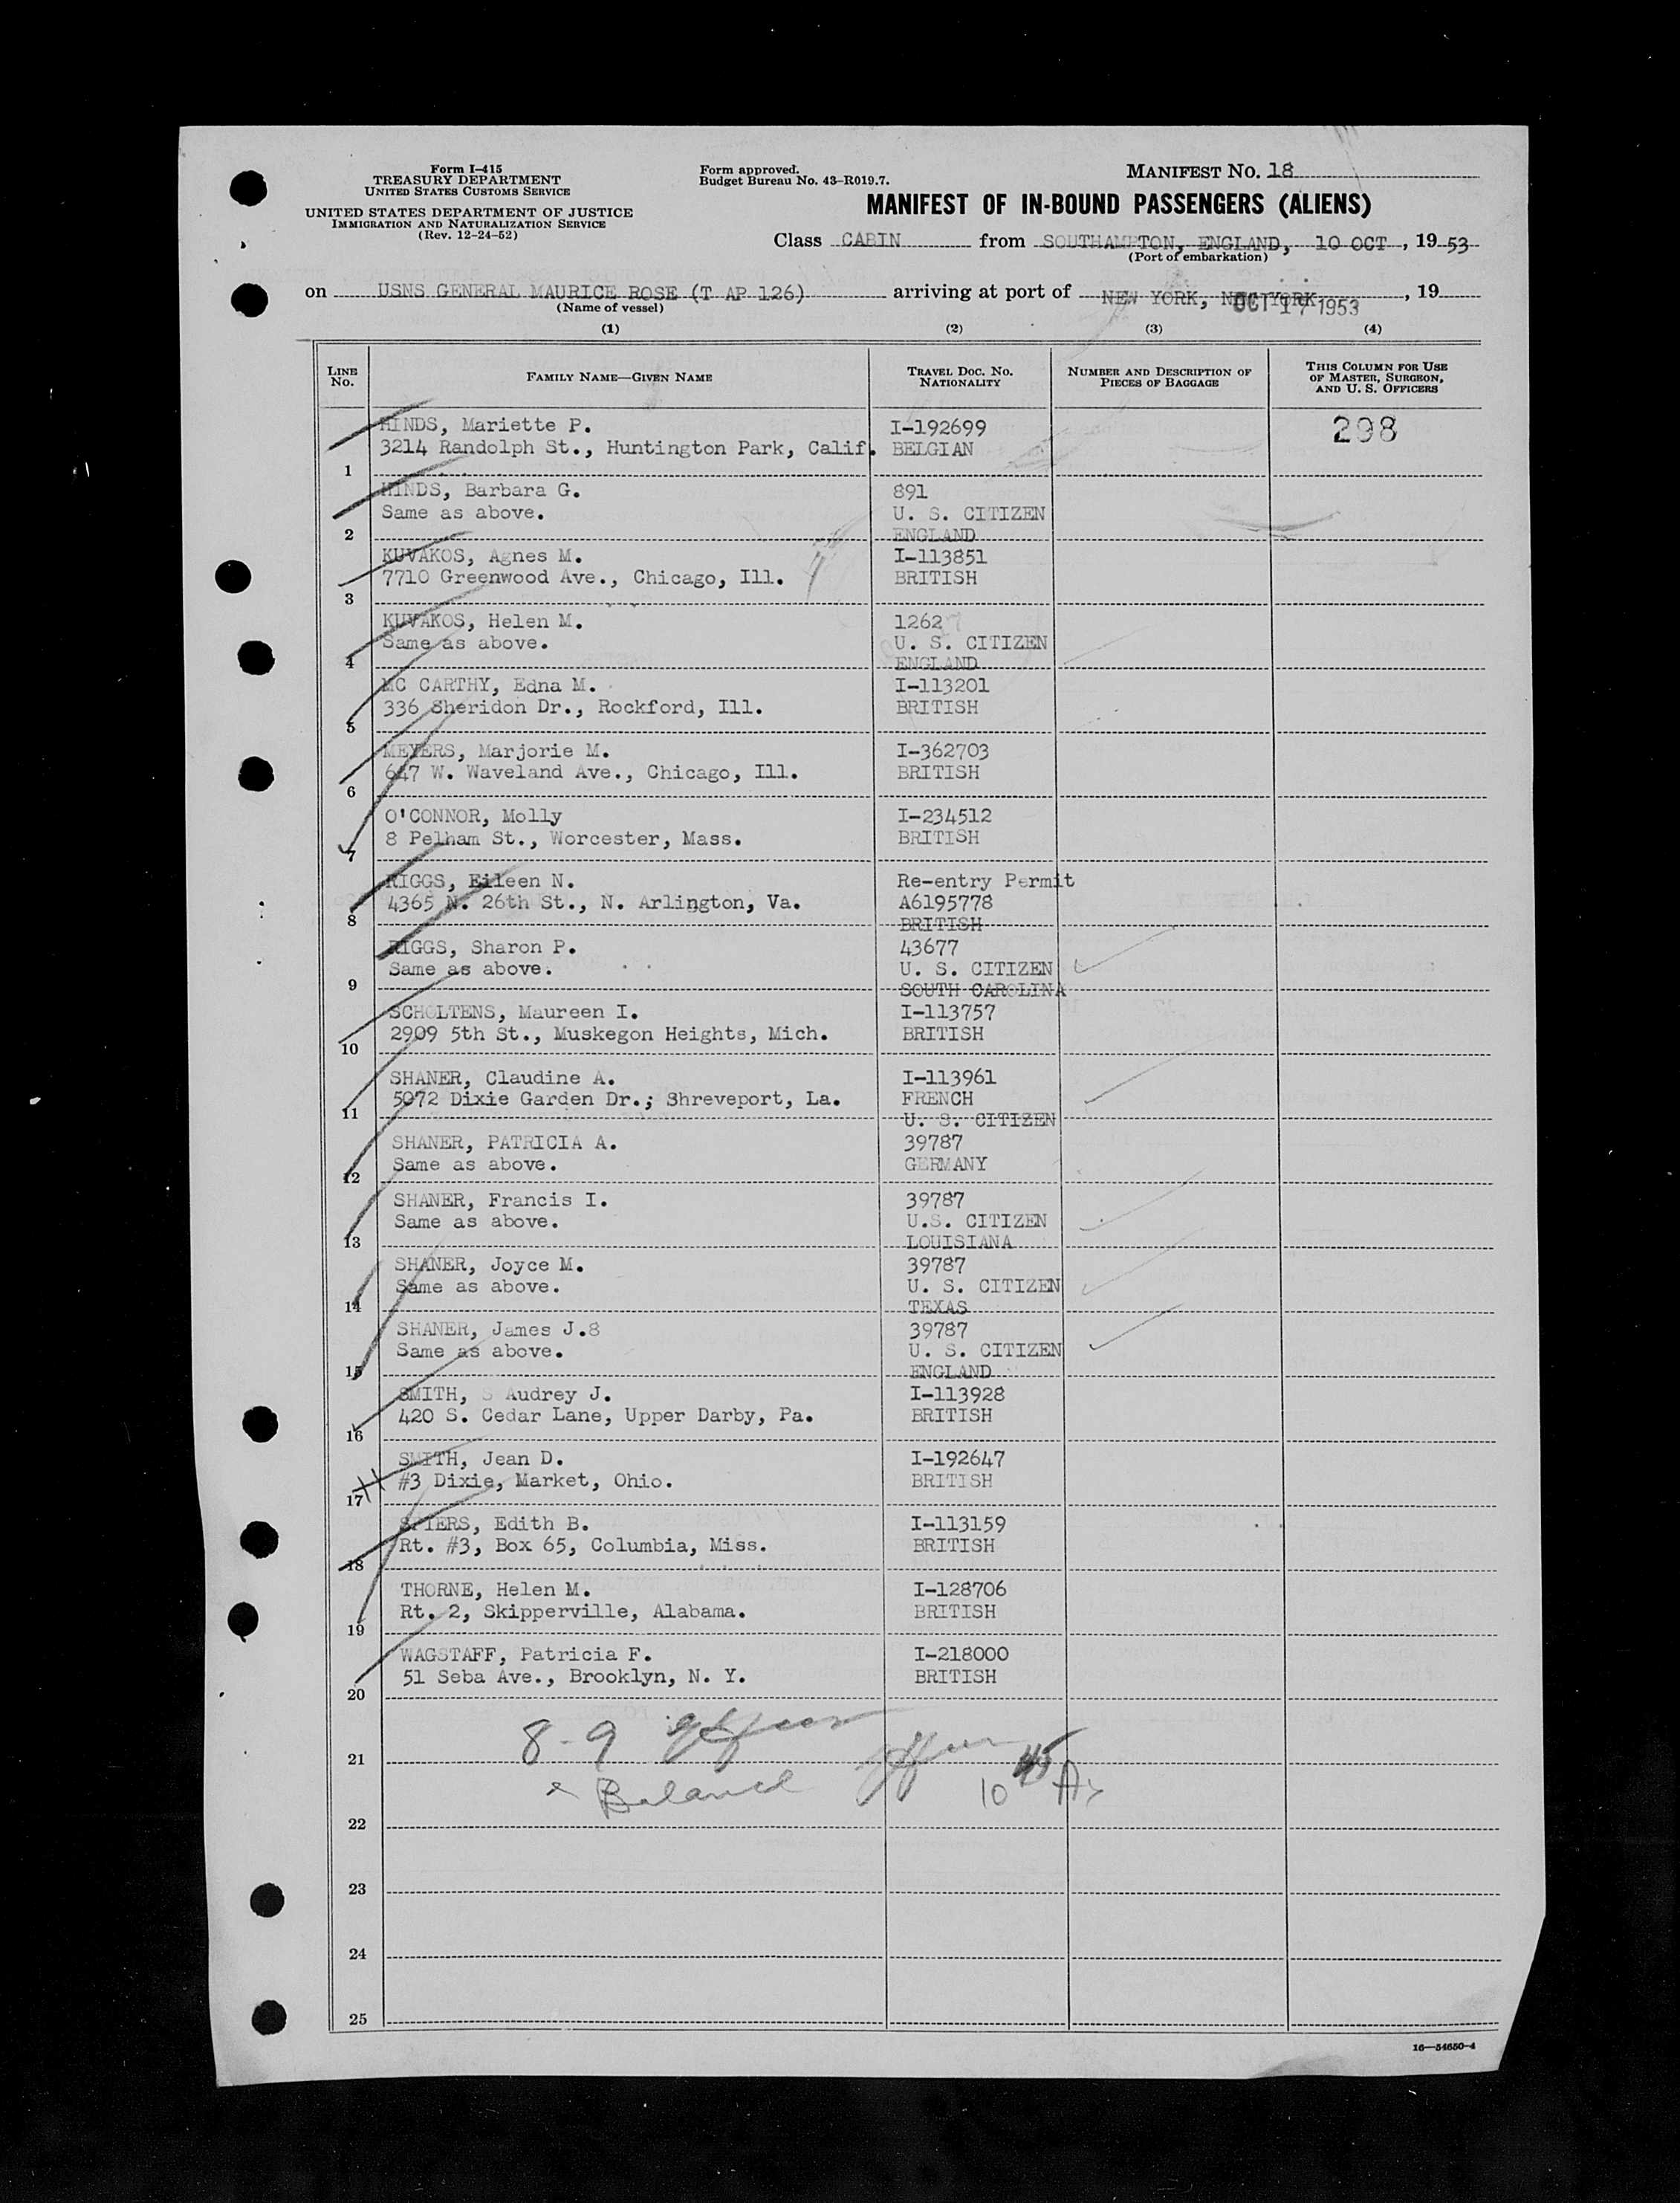 Form I-415
TREASURY DEPARTMENT
UNITED STATES CUSTOMS SERVICE
UNITED STATES DEPARTMENT OF JUSTICE
IMMIGRATION AND NATURALIZATION SERVICE
(Rev. 12-24-52)
Form approved.
Budget Bureau No. 43-R019.7.
MANIFEST NO. 18
MANIFEST OF IN-BOUND PASSENGERS (ALIENS)
Class CABIN from SOUTHAMPTON, ENGLAND, 10 OCT, 1953
(Port of embarkation)
on USNS GENERAL MAURICE ROSE (T AP 126) arriving at port of NEW YORK, NEW YORK, 19
OCT 17 1953
(Name of vessel)
(1) (2) (3) (4)
LINE NO. FAMILY NAME—GIVEN NAME TRAVEL DOC. NO. NATIONALITY NUMBER AND DESCRIPTION OF PIECES OF BAGGAGE THIS COLUMN FOR USE OF MASTER, SURGEON, AND U. S. OFFICERS
HINDS, Mariette P. I-192699 298
3214 Randolph St., Huntington Park, Calif. BELGIAN
1
HINDS, Barbara G. 891
Same as above. U. S. CITIZEN
2 ENGLAND
KUVAKOS, Agnes M. I-113851
7710 Greenwood Ave., Chicago, Ill. BRITISH
3
KUVAKOS, Helen M. 1262
Same as above. U. S. CITIZEN
4 ENGLAND
MC CARTHY, Edna M. I-113201
336 Sheridon Dr., Rockford, Ill. BRITISH
5
MEYERS, Marjorie M. I-362703
647 W. Waveland Ave., Chicago, Ill. BRITISH
6
O'CONNOR, Molly I-234512
8 Pelham St., Worcester, Mass. BRITISH
7
RIGGS, Eileen N. Re-entry Permit
4365 N. 26th St., N. Arlington, Va. A6195778
8 BRITISH
RIGGS, Sharon P. 43677
Same as above. U. S. CITIZEN
9 SOUTH CAROLINA
SCHOLTENS, Maureen I. I-113757
2909 5th St., Muskegon Heights, Mich. BRITISH
10
SHANER, Claudine A. I-113961
5072 Dixie Garden Dr.; Shreveport, La. FRENCH
11 U. S. CITIZEN
SHANER, PATRICIA A. 39787
Same as above. GERMANY
12
SHANER, Francis I. 39787
Same as above. U.S. CITIZEN
13 LOUISIANA
SHANER, Joyce M. 39787
Same as above. U. S. CITIZEN
14 TEXAS
SHANER, James J.8 39787
Same as above. U. S. CITIZEN
15 ENGLAND
SMITH, S Audrey J. I-113928
420 S. Cedar Lane, Upper Darby, Pa. BRITISH
16
SMITH, Jean D. I-192647
#3 Dixie, Market, Ohio. BRITISH
17
SPIERS, Edith B. I-113159
Rt. #3, Box 65, Columbia, Miss. BRITISH
18
THORNE, Helen M. I-128706
Rt. 2, Skipperville, Alabama. BRITISH
19
WAGSTAFF, Patricia F. I-218000
51 Seba Ave., Brooklyn, N. Y. BRITISH
20
8-9
21
Balance 10 45
22
23
24
25
16—54650-4